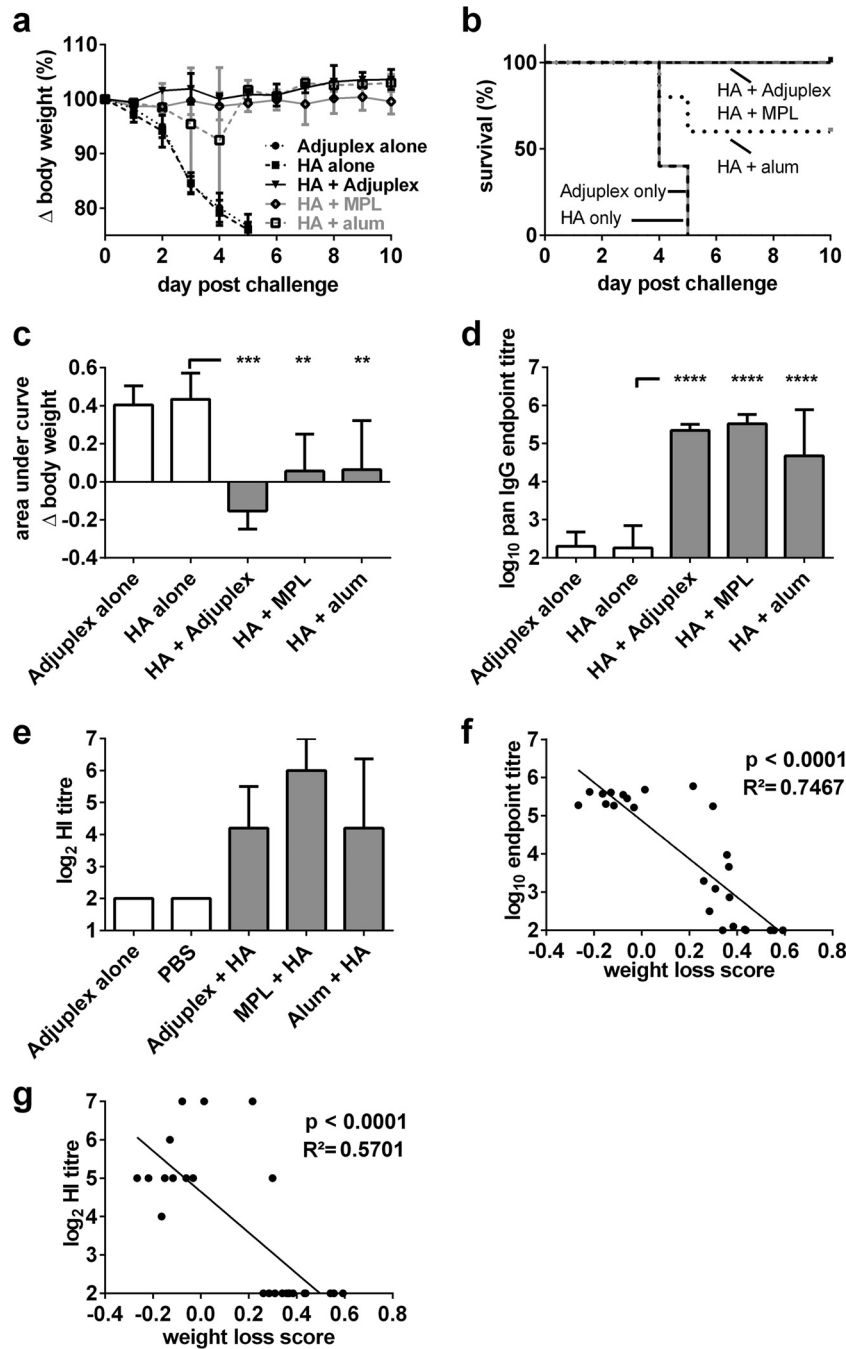 a
Δ body weight (%)
110
100
90
80
0 2 4 6 8 10
day post challenge
Adjuplex alone
HA alone
HA + Adjuplex
HA + MPL
HA + alum
b
survival (%)
100
50
0
0 2 4 6 8 10
day post challenge
HA + Adjuplex
HA + MPL
HA + alum
Adjuplex only
HA only
c
area under curve
Δ body weight
0.6
0.4
0.2
0.0
-0.2
-0.4
*** ** **
Adjuplex alone
HA alone
HA + Adjuplex
HA + MPL
HA + alum
d
log10 pan IgG endpoint titre
7
6
5
4
3
2
**** **** ****
Adjuplex alone
HA alone
HA + Adjuplex
HA + MPL
HA + alum
e
log2 HI titre
7
6
5
4
3
2
1
Adjuplex alone
PBS
Adjuplex + HA
MPL + HA
Alum + HA
f
log10 endpoint titre
7
6
5
4
3
2
p < 0.0001
R²=0.7467
-0.4 -0.2 0.0 0.2 0.4 0.6 0.8
weight loss score
g
log2 HI titre
7
6
5
4
3
2
p < 0.0001
R²=0.5701
-0.4 -0.2 0.0 0.2 0.4 0.6 0.8
weight loss score